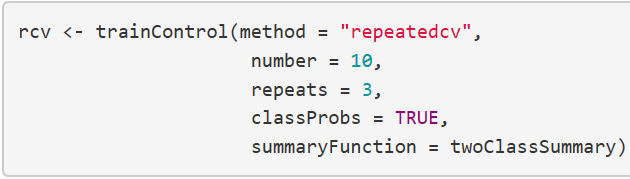 rcv <- trainControl(method = "repeatedcv",
                    number = 10,
                    repeats = 3,
                    classProbs = TRUE,
                    summaryFunction = twoClassSummary)